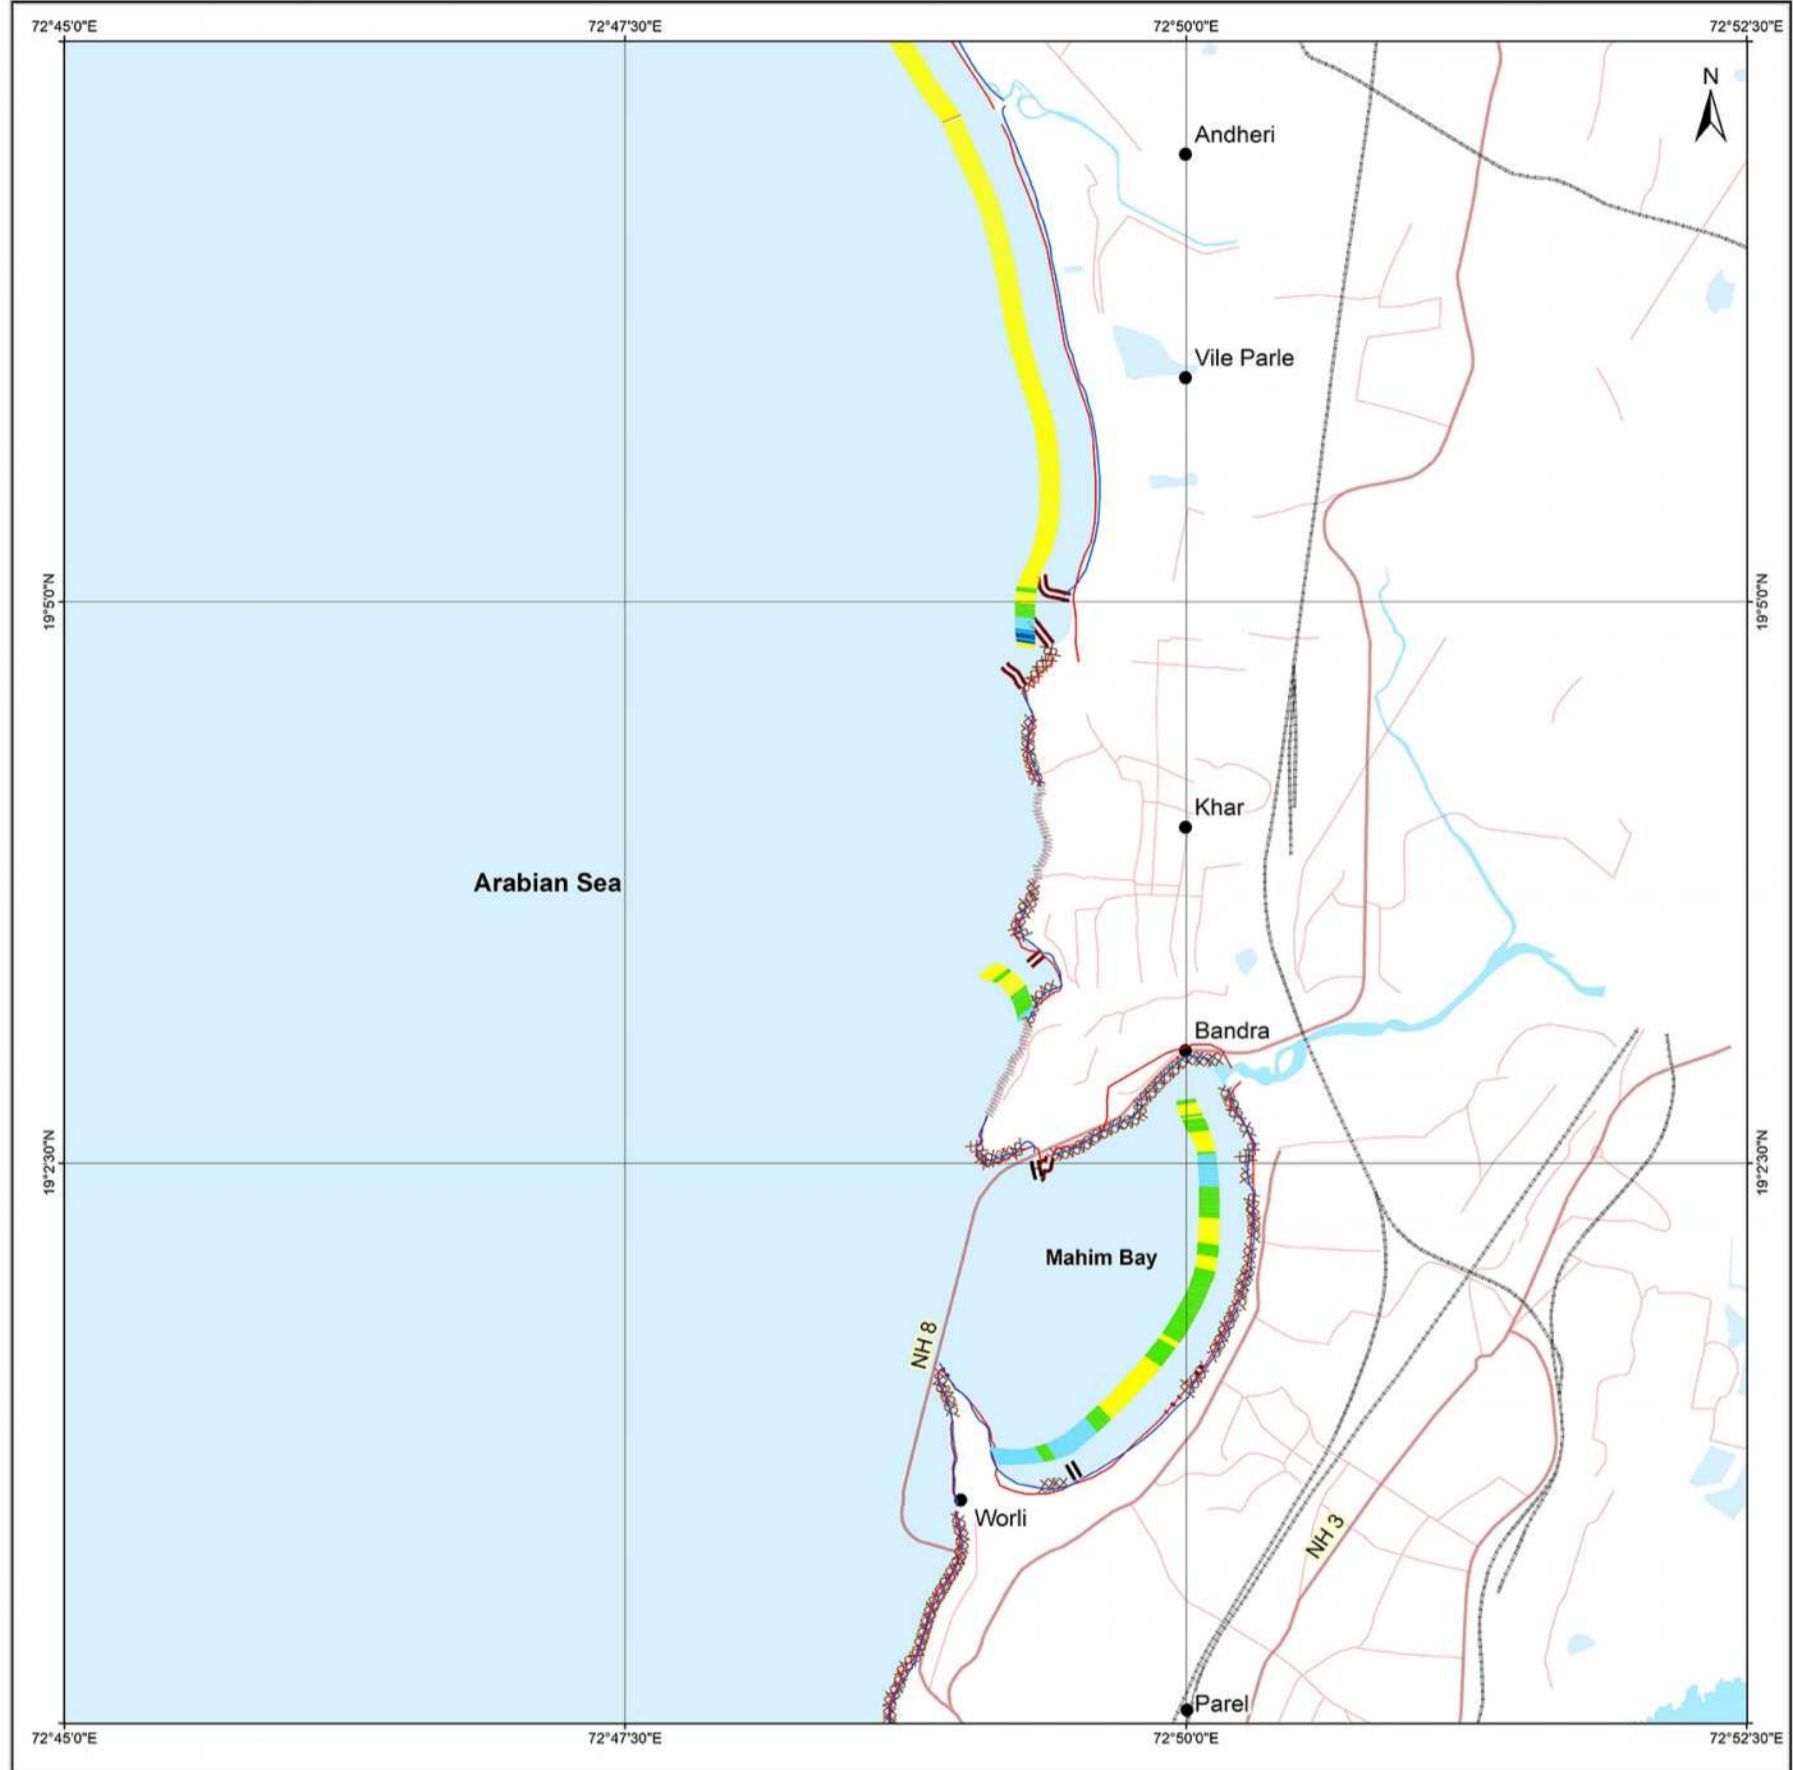 72°45'0"E
72°47'30"E
72°50'0"E
72°52'30"E
N
Andheri
Vile Parle
19°5'0"N
19°5'0"N
Khar
Arabian Sea
Bandra
19°2'30"N
19°2'30"N
Mahim Bay
NH 8
Worli
NH 3
Parel
72°45'0"E
72°47'30"E
72°50'0"E
72°52'30"E